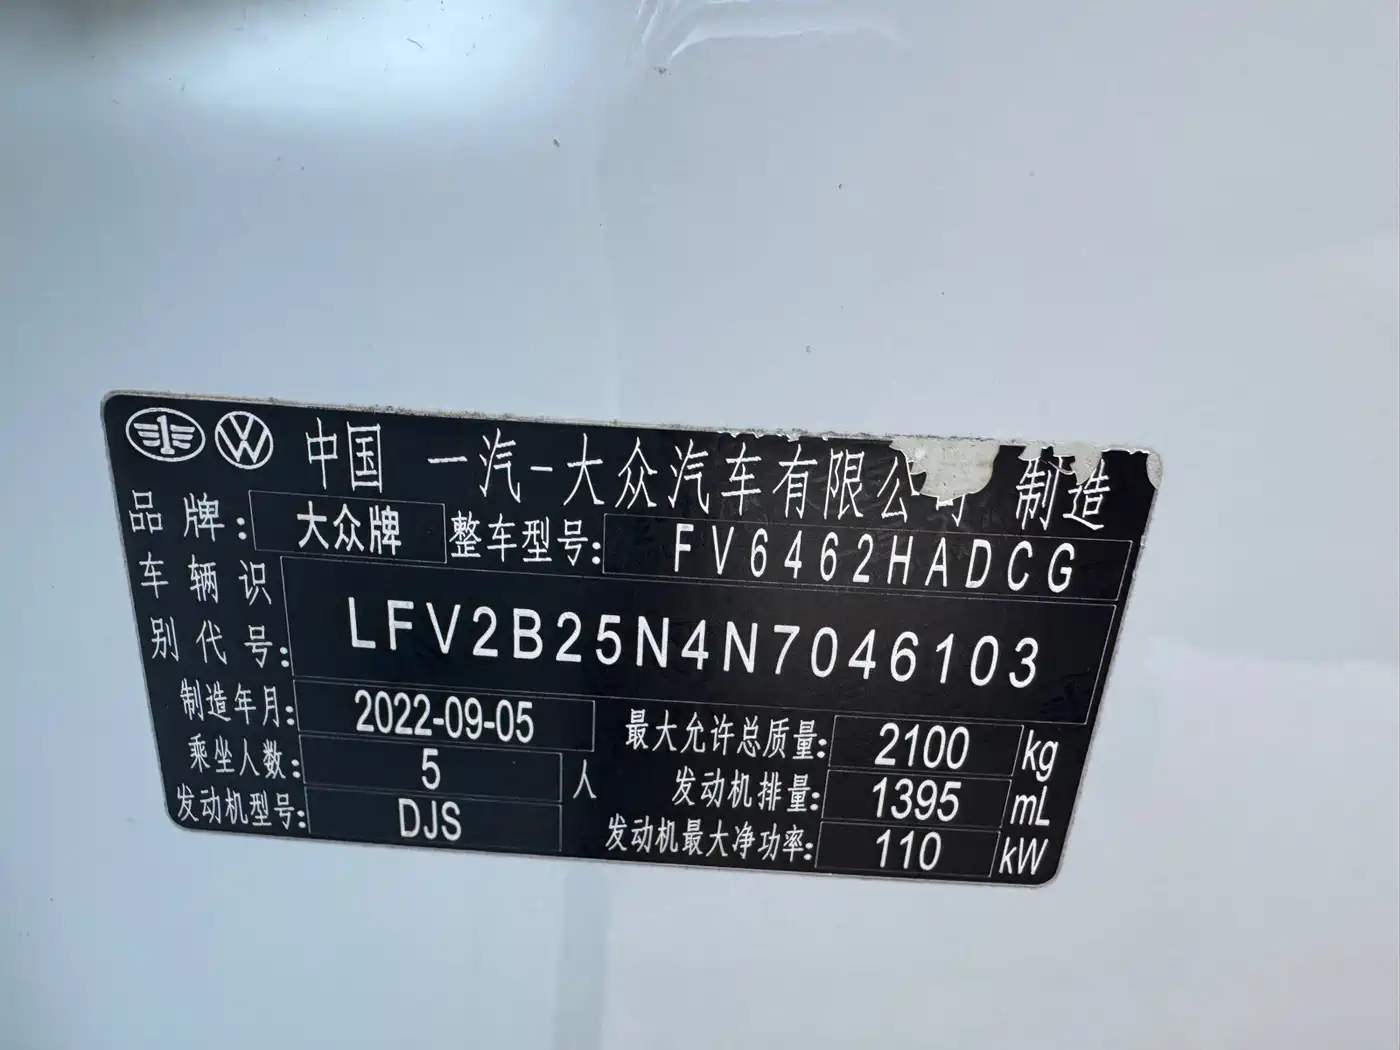 中国 一汽-大众汽车有限公司 制造
品牌: 大众牌 整车型号: FV6462HADCG
车辆识别代号: LFV2B25N4N7046103
制造年月: 2022-09-05 最大允许总质量: 2100 kg
乘坐人数: 5 人 发动机排量: 1395 mL
发动机型号: DJS 发动机最大净功率: 110 kW